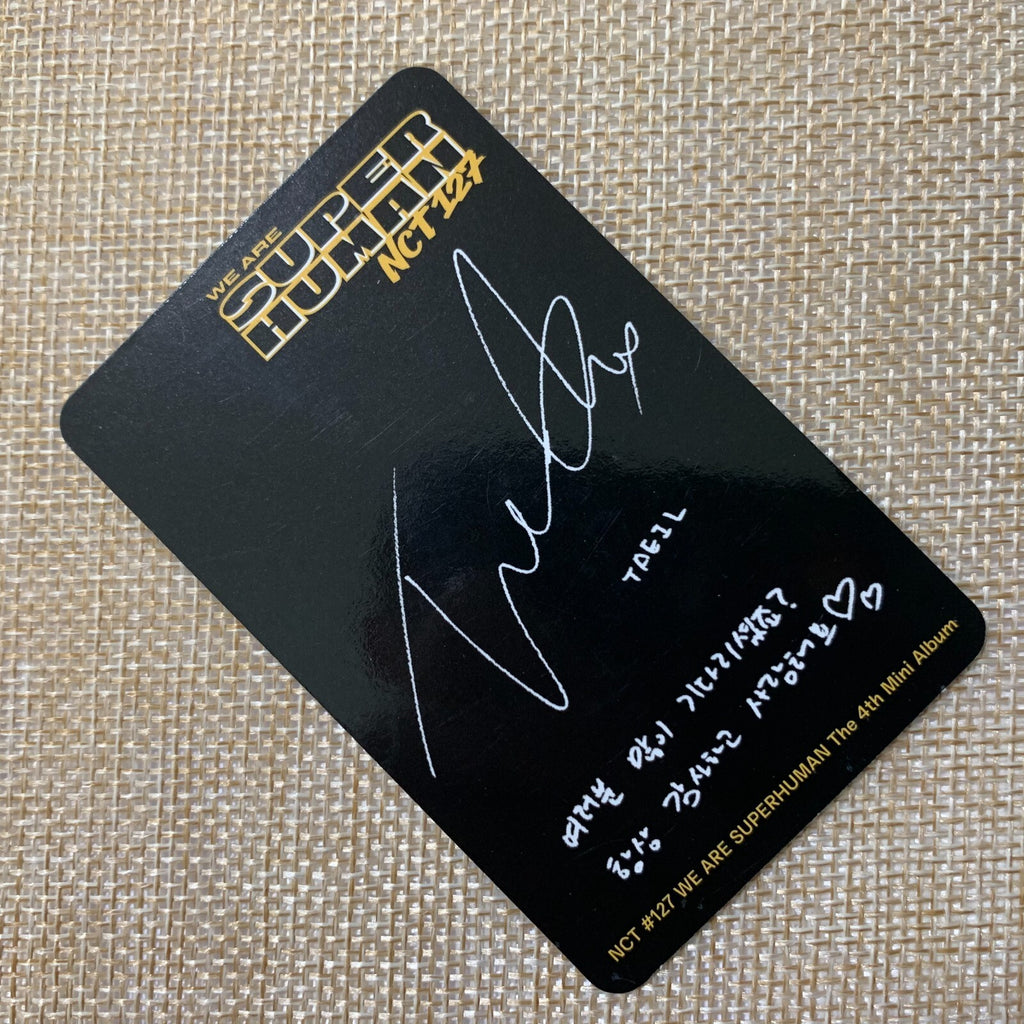 WE ARE
SUPER
HUMAN
NCT 127
TAEIL
여러분 많이 기다리셨죠?
항상 감사하고 사랑해요♡♡
NCT #127 WE ARE SUPERHUMAN The 4th Mini Album